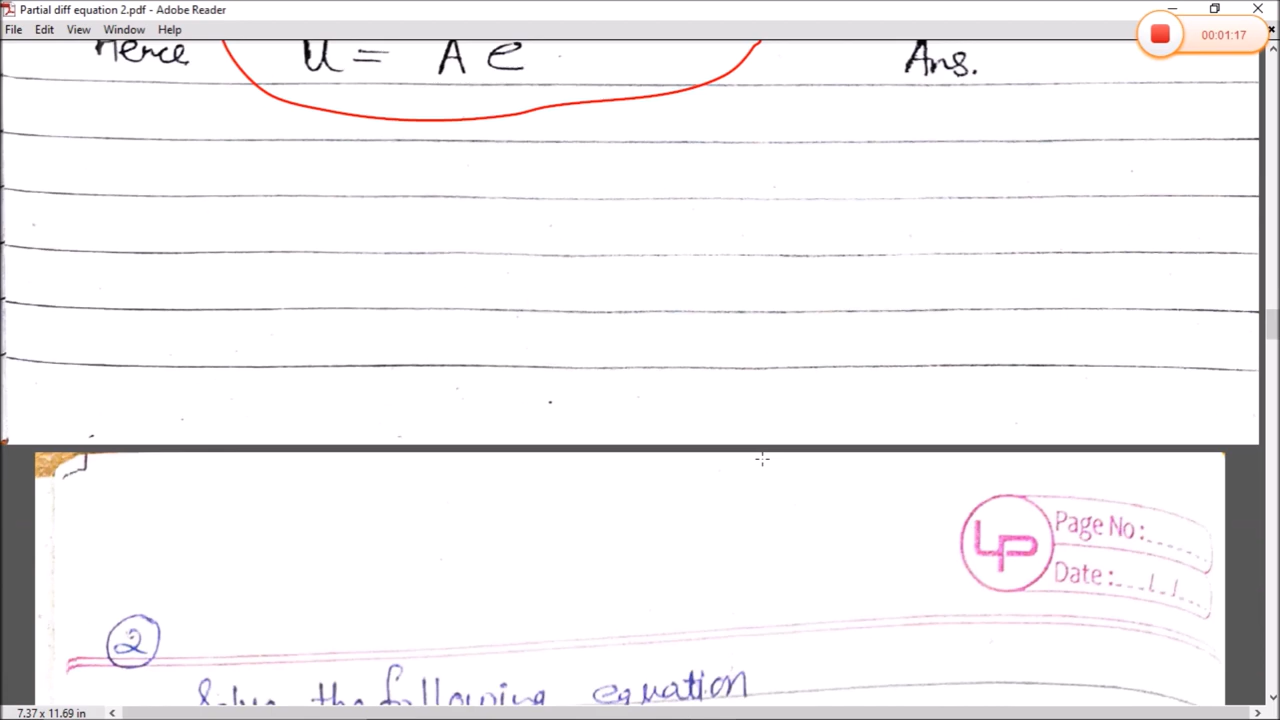 Partial diff equation 2.pdf - Adobe Reader
File Edit View Window Help
00:01:17
Hence U = A e Ans.
LP
Page No:......
Date:...l..l....
2
Solve the following equation
7.37 x 11.69 in